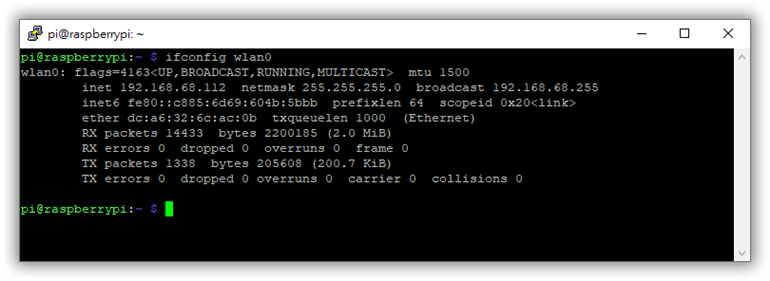 pi@raspberrypi: ~
pi@raspberrypi:~ $ ifconfig wlan0
wlan0: flags=4163<UP,BROADCAST,RUNNING,MULTICAST>  mtu 1500
        inet 192.168.68.112  netmask 255.255.255.0  broadcast 192.168.68.255
        inet6 fe80::c885:6d69:604b:5bbb  prefixlen 64  scopeid 0x20<link>
        ether dc:a6:32:6c:ac:0b  txqueuelen 1000  (Ethernet)
        RX packets 14433  bytes 2200185 (2.0 MiB)
        RX errors 0  dropped 0  overruns 0  frame 0
        TX packets 1338  bytes 205608 (200.7 KiB)
        TX errors 0  dropped 0 overruns 0  carrier 0  collisions 0
pi@raspberrypi:~ $